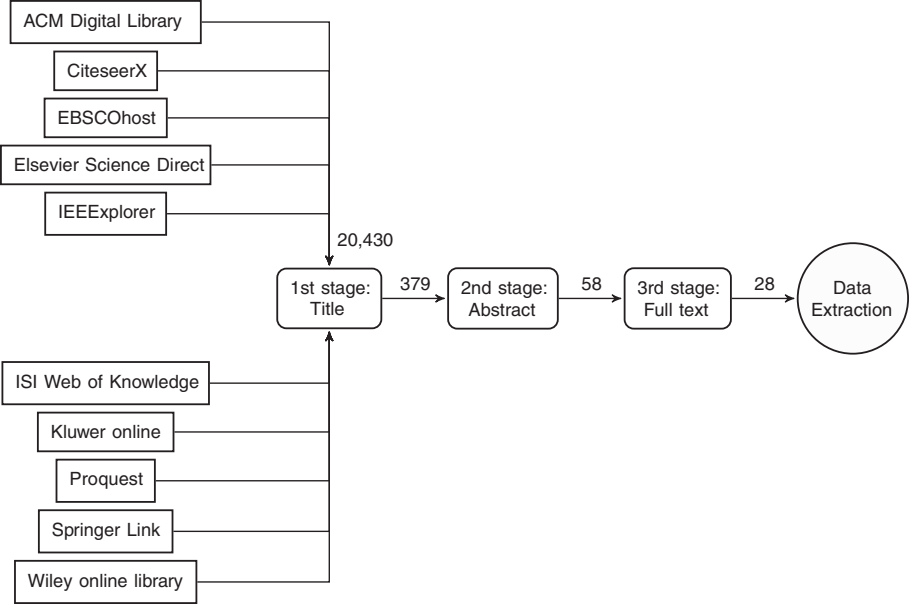 ACM Digital Library
CiteseerX
EBSCOhost
Elsevier Science Direct
IEEExplorer
20,430
1st stage:
Title
379
2nd stage:
Abstract
58
3rd stage:
Full text
28
Data
Extraction
ISI Web of Knowledge
Kluwer online
Proquest
Springer Link
Wiley online library